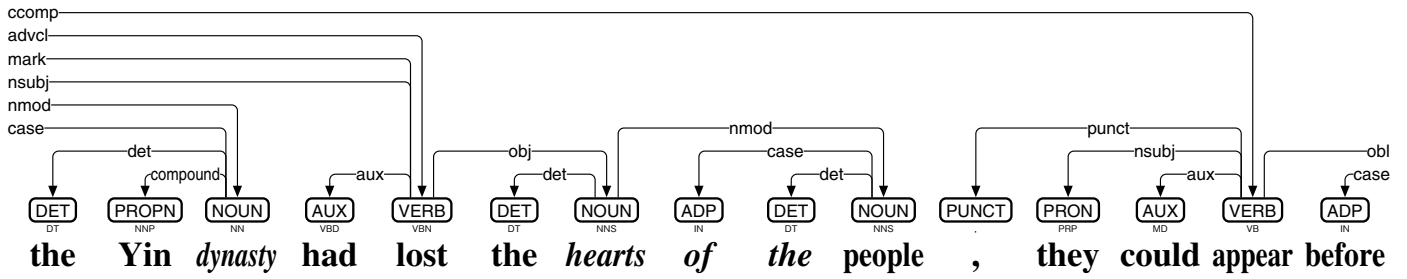 ccomp
advcl
mark
nsubj
nmod
case nmod punct
det obj case nsubj obl
compound aux det det aux case
DET PROPN NOUN AUX VERB DET NOUN ADP DET NOUN PUNCT PRON AUX VERB ADP
DT NNP NN VBD VBN DT NNS IN DT NNS , PRP MD VB IN
the Yin dynasty had lost the hearts of the people , they could appear before